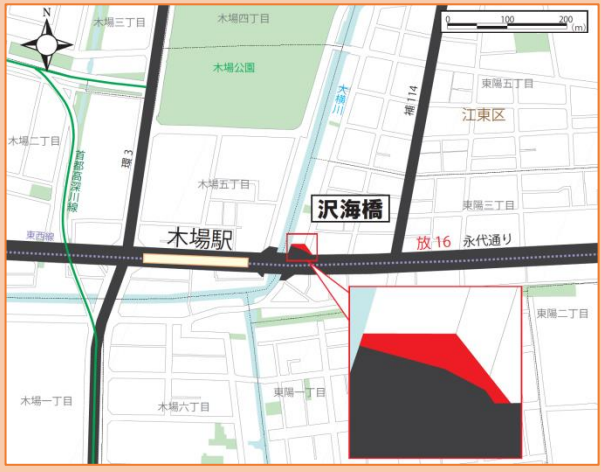 木場三丁目
木場四丁目
0 100 200
(m)
N
木場公園
大横川
補114
東陽五丁目
江東区
木場二丁目
首都高深川線
環3
木場五丁目
沢海橋
東陽三丁目
東西線
木場駅
放16 永代通り
東陽二丁目
木場一丁目
木場六丁目
東陽一丁目